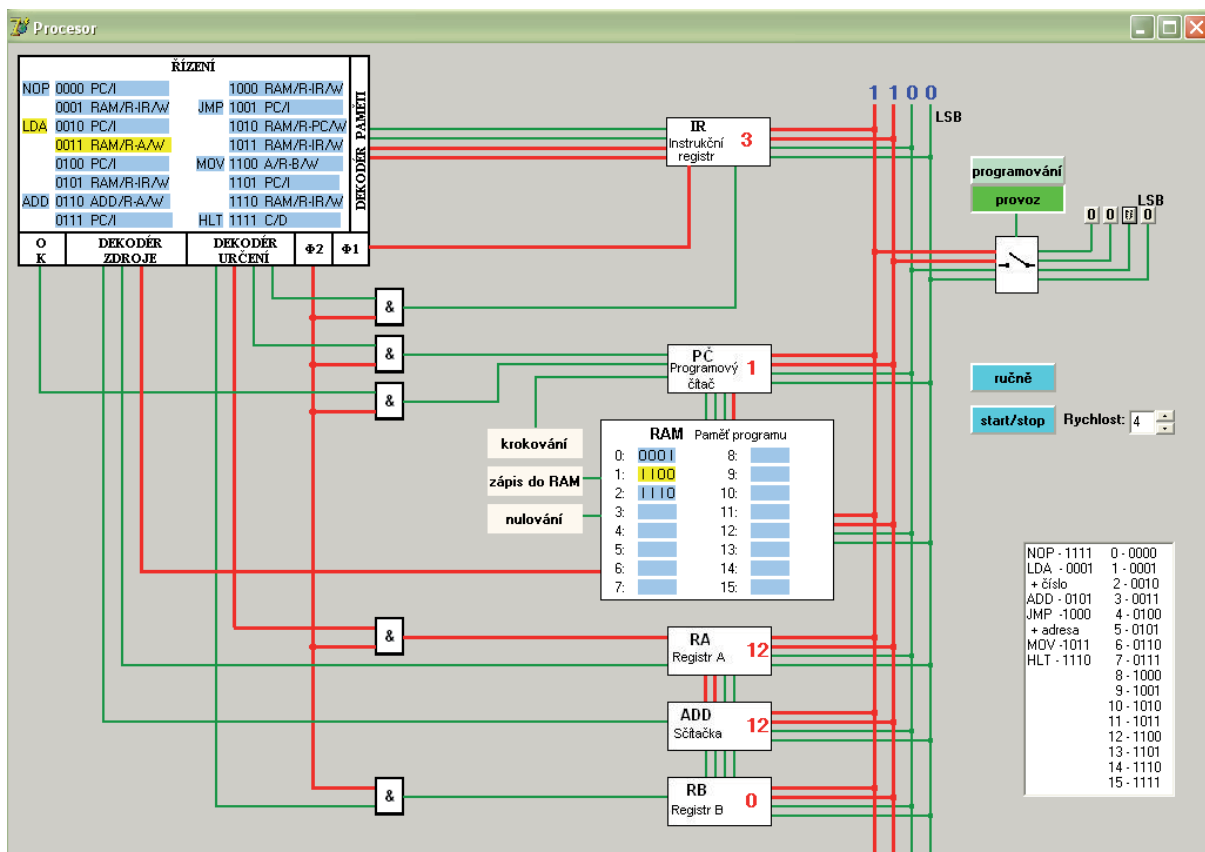 Procesor
ŘÍZENÍ
NOP 0000 PC/I 1000 RAM/R-IR/W
0001 RAM/R-IR/W JMP 1001 PC/I
LDA 0010 PC/I 1010 RAM/R-PC/W
0011 RAM/R-A/W 1011 RAM/R-IR/W
0100 PC/I MOV 1100 A/R-B/W
0101 RAM/R-IR/W 1101 PC/I
ADD 0110 ADD/R-A/W 1110 RAM/R-IR/W
0111 PC/I HLT 1111 C/D
DEKODÉR PAMĚTI
O K
DEKODÉR ZDROJE
DEKODÉR URČENÍ
Φ2 Φ1
1 1 0 0
LSB
IR
Instrukční 3
registr
programování
provoz
LSB
0 0 0
&
&
&
PČ
Programový 1
čítač
ručně
start/stop Rychlost: 4
krokování
zápis do RAM
nulování
RAM Paměť programu
0: 0001 8:
1: 1100 9:
2: 1110 10:
3: 11:
4: 12:
5: 13:
6: 14:
7: 15:
NOP - 1111 0 - 0000
LDA - 0001 1 - 0001
+ číslo 2 - 0010
ADD - 0101 3 - 0011
JMP - 1000 4 - 0100
+ adresa 5 - 0101
MOV -1011 6 - 0110
HLT - 1110 7 - 0111
8 - 1000
9 - 1001
10 - 1010
11 - 1011
12 - 1100
13 - 1101
14 - 1110
15 - 1111
&
RA
Registr A 12
ADD
Sčítačka 12
&
RB
Registr B 0